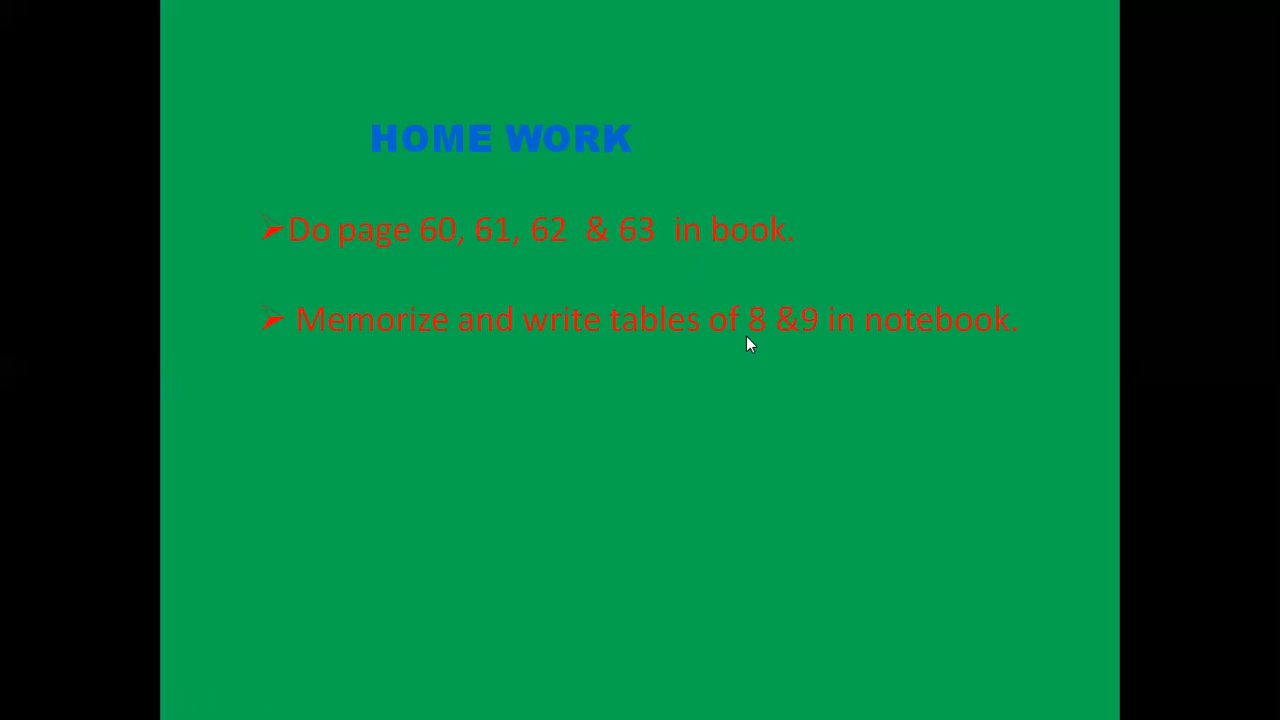 HOME WORK
➢Do page 60, 61, 62 & 63 in book.
➢ Memorize and write tables of 8 &9 in notebook.